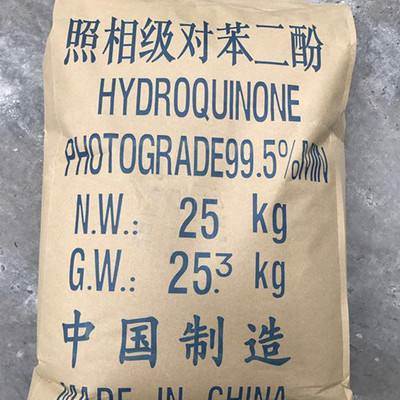 照相级对苯二酚
HYDROQUINONE
PHOTOGRADE99.5%MIN
N.W.: 25 kg
G.W.: 25.3 kg
中国制造
MADE IN CHINA